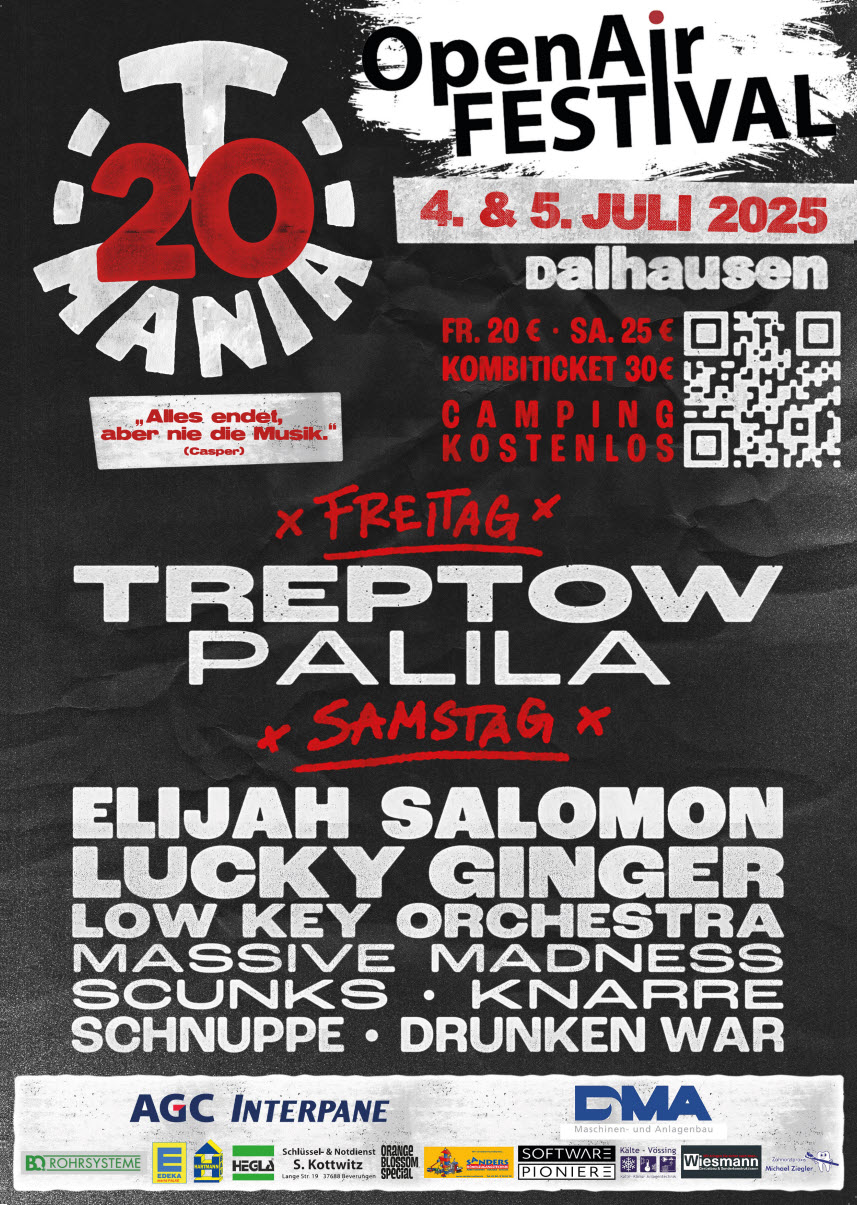 T
20
MANIA
OpenAir
FESTIVAL
4. & 5. JULI 2025
Dalhausen
FR. 20 € · SA. 25 €
KOMBITICKET 30 €
CAMPING
KOSTENLOS
„Alles endet,
aber nie die Musik.“
(Casper)
x FREITAG x
TREPTOW
PALILA
x SAMSTAG x
ELIJAH SALOMON
LUCKY GINGER
LOW KEY ORCHESTRA
MASSIVE MADNESS
SCUNKS · KNARRE
SCHNUPPE · DRUNKEN WAR
AGC INTERPANE
DMA
Maschinen- und Anlagenbau
BQ ROHRSYSTEME
E
EDEKA
HARTMANN
H
HEGLA
Schlüssel- & Notdienst
S. Kottwitz
Lange Str. 19 37688 Beverungen
ORANGE
BLOSSOM
SPECIAL
SANDERS
SOFTWARE
PIONIERE
Kälte - Vössing
Wiesmann
Zahnarztpraxis
Michael Ziegler